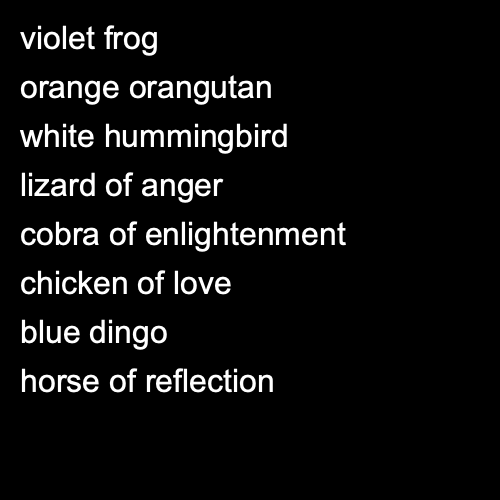 violet frog
orange orangutan
white hummingbird
lizard of anger
cobra of enlightenment
chicken of love
blue dingo
horse of reflection